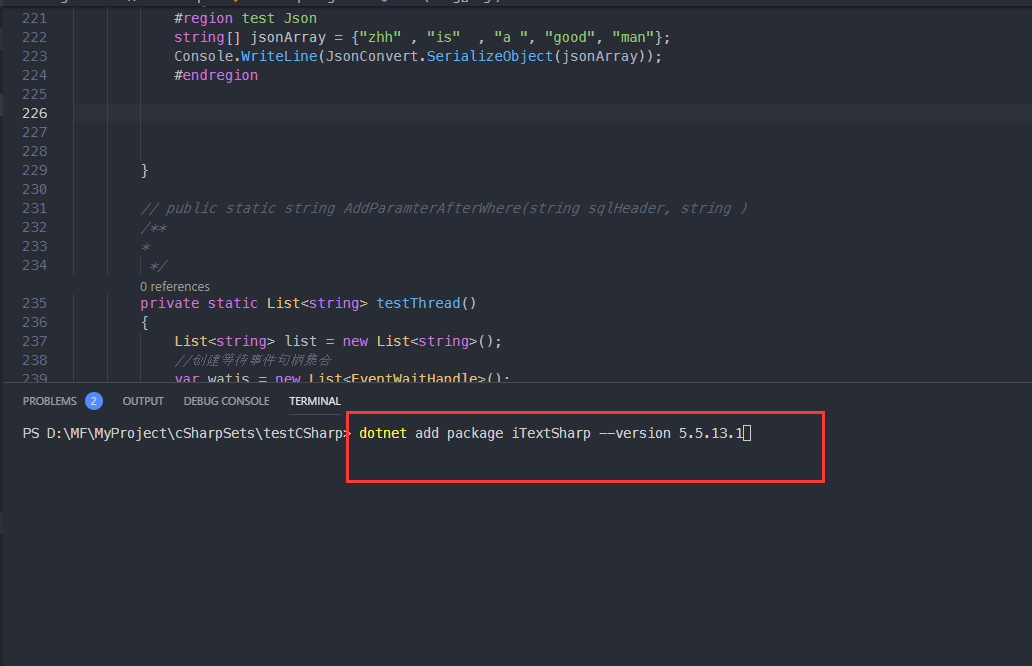 221 #region test Json
222 string[] jsonArray = {"zhh" , "is"  , "a ", "good", "man"};
223 Console.WriteLine(JsonConvert.SerializeObject(jsonArray));
224 #endregion
225
226
227
228
229 }
230
231 // public static string AddParamterAfterWhere(string sqlHeader, string )
232 /**
233 *
234  */
0 references
235 private static List<string> testThread()
236 {
237 List<string> list = new List<string>();
238 //创建等待事件句柄集合
239 var watis = new List<EventWaitHandle>();
PROBLEMS 2 OUTPUT DEBUG CONSOLE TERMINAL
PS D:\MF\MyProject\cSharpSets\testCSharp> dotnet add package iTextSharp --version 5.5.13.1